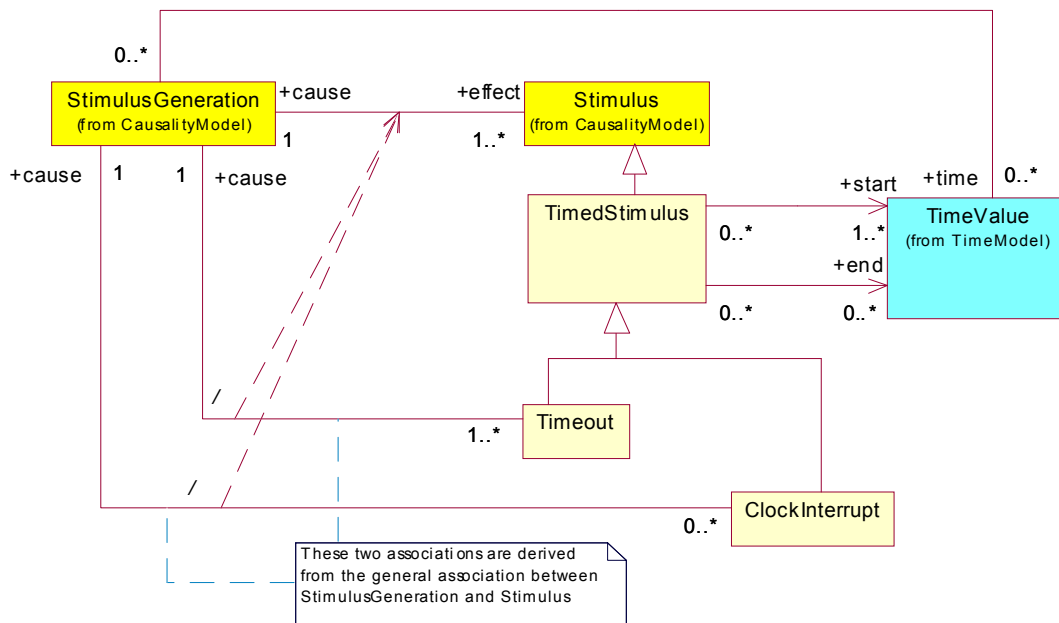 0..*
StimulusGeneration
(from CausalityModel)
+cause
1
+effect
1..*
Stimulus
(from CausalityModel)
+cause
1
1
+cause
+start
+time
0..*
TimedStimulus
0..*
1..*
TimeValue
(from TimeModel)
+end
0..*
0..*
/
1..*
Timeout
/
0..*
ClockInterrupt
These two associations are derived
from the general association between
StimulusGeneration and Stimulus